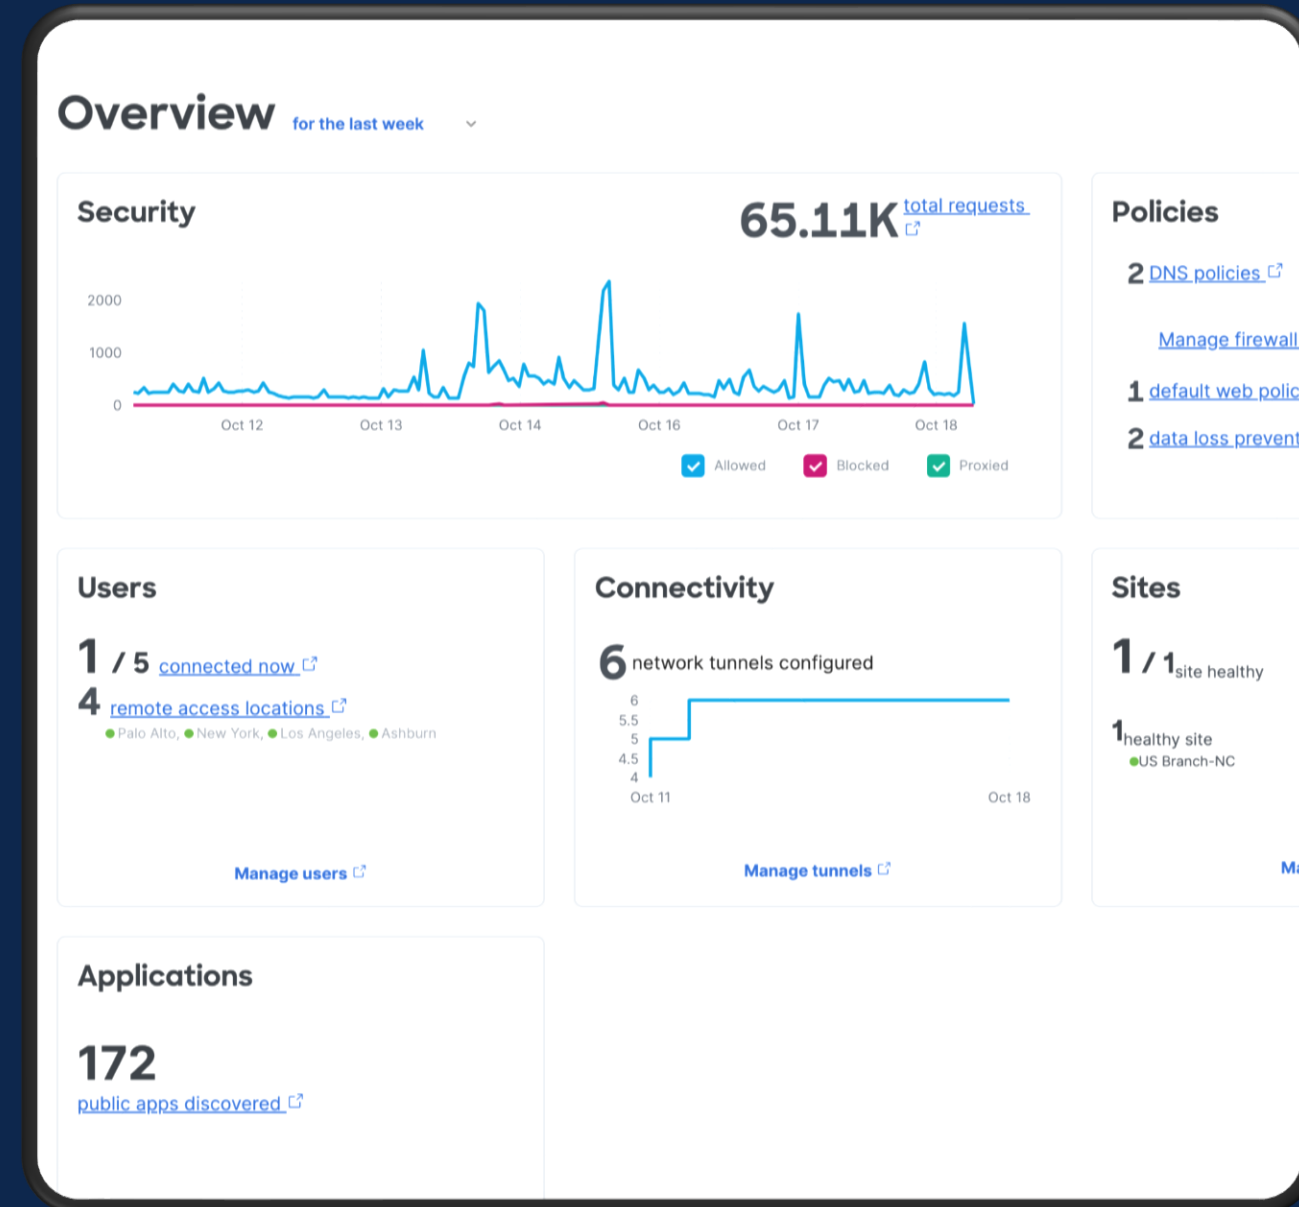 Overview for the last week
Security
65.11K total requests
2000
1000
0
Oct 12 Oct 13 Oct 14 Oct 16 Oct 17 Oct 18
Allowed Blocked Proxied
Policies
2 DNS policies
Manage firewall
1 default web polic
2 data loss prevent
Users
1 / 5 connected now
4 remote access locations
Palo Alto, New York, Los Angeles, Ashburn
Manage users
Connectivity
6 network tunnels configured
6
5.5
5
4.5
4
Oct 11 Oct 18
Manage tunnels
Sites
1 / 1 site healthy
1 healthy site
US Branch-NC
Ma
Applications
172
public apps discovered